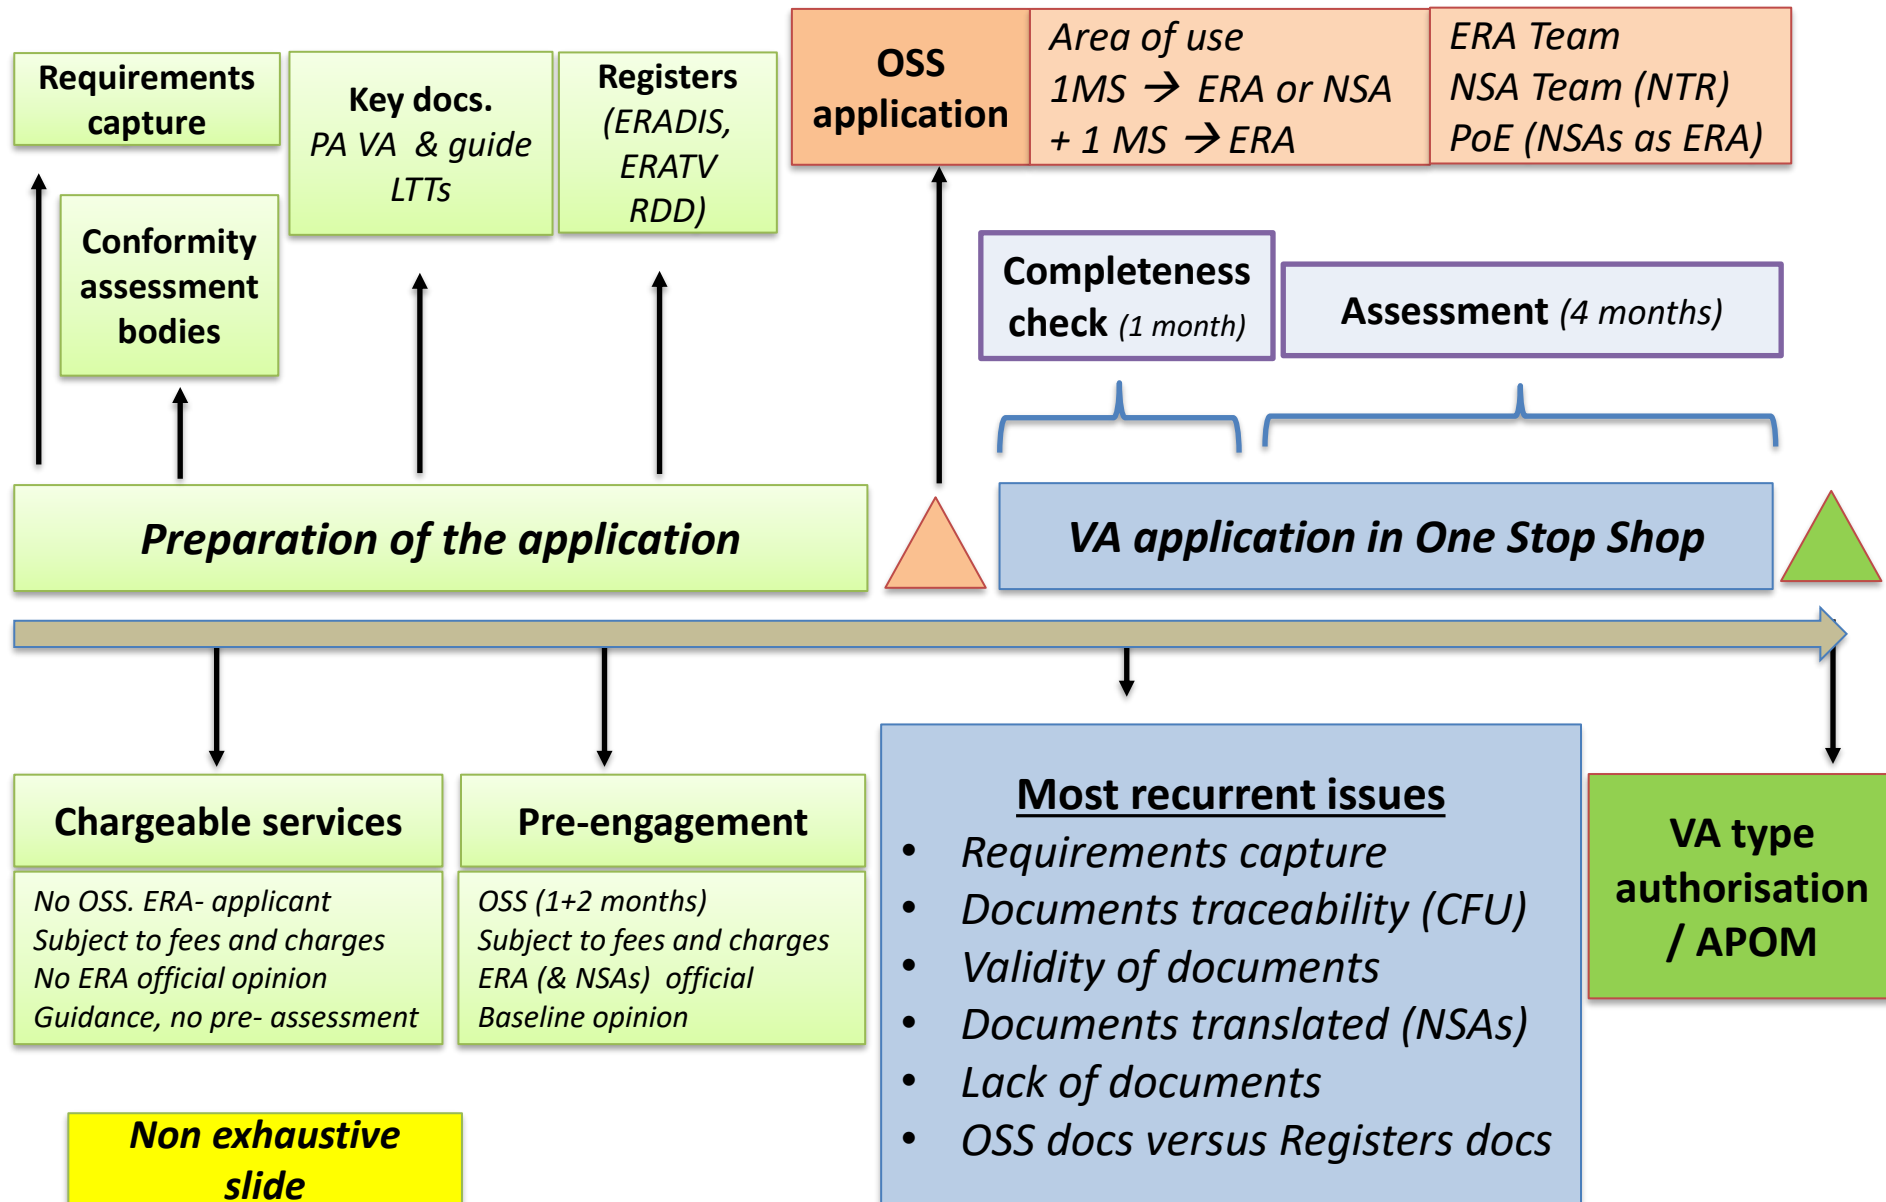 Requirements
capture
Key docs.
PA VA & guide
LTTs
Registers
(ERADIS,
ERATV
RDD)
OSS
application
Area of use
1MS → ERA or NSA
+ 1 MS → ERA
ERA Team
NSA Team (NTR)
PoE (NSAs as ERA)
Conformity
assessment
bodies
Completeness
check (1 month)
Assessment (4 months)
Preparation of the application
VA application in One Stop Shop
Chargeable services
No OSS. ERA- applicant
Subject to fees and charges
No ERA official opinion
Guidance, no pre- assessment
Pre-engagement
OSS (1+2 months)
Subject to fees and charges
ERA (& NSAs) official
Baseline opinion
Most recurrent issues
• Requirements capture
• Documents traceability (CFU)
• Validity of documents
• Documents translated (NSAs)
• Lack of documents
• OSS docs versus Registers docs
VA type
authorisation
/ APOM
Non exhaustive
slide